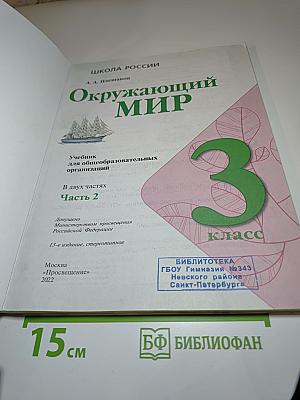 ШКОЛА РОССИИ
А. А. Плешаков
Окружающий
МИР
Учебник
для общеобразовательных
организаций
В двух частях
Часть 2
3
класс
Допущено
Министерством просвещения
Российской Федерации
13-е издание, стереотипное
Москва
«Просвещение»
2022
БИБЛИОТЕКА
ГБОУ Гимназия №343
Невского района
Санкт-Петербурга
15 см
БФ БИБЛИОФАН